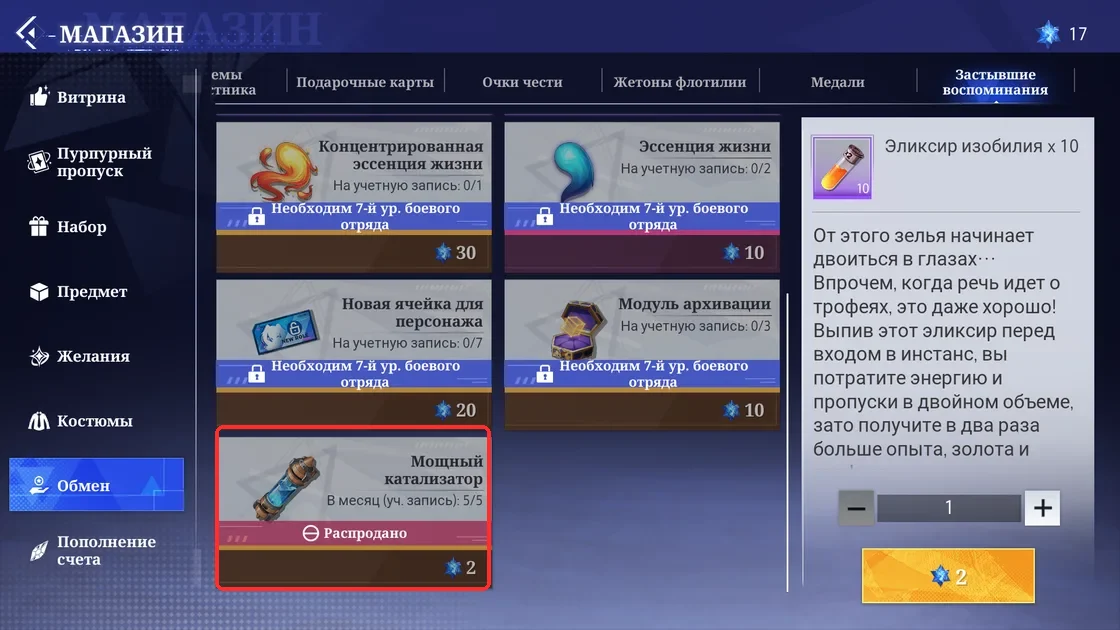 МАГАЗИН
17
Витрина
Пурпурный
пропуск
Набор
Предмет
Желания
Костюмы
Обмен
Пополнение
счета
емы
стника
Подарочные карты
Очки чести
Жетоны флотилии
Медали
Застывшие
воспоминания
Концентрированная
эссенция жизни
На учетную запись: 0/1
Необходим 7-й ур. боевого
отряда
30
Эссенция жизни
На учетную запись: 0/2
Необходим 7-й ур. боевого
отряда
10
Новая ячейка для
персонажа
На учетную запись: 0/7
NEW ROLE
Необходим 7-й ур. боевого
отряда
20
Модуль архивации
На учетную запись: 0/3
Необходим 7-й ур. боевого
отряда
10
Мощный
катализатор
В месяц (уч. запись): 5/5
Распродано
2
Эликсир изобилия x 10
10
От этого зелья начинает
двоиться в глазах···
Впрочем, когда речь идет о
трофеях, это даже хорошо!
Выпив этот эликсир перед
входом в инстанс, вы
потратите энергию и
пропуски в двойном объеме,
зато получите в два раза
больше опыта, золота и
1
2